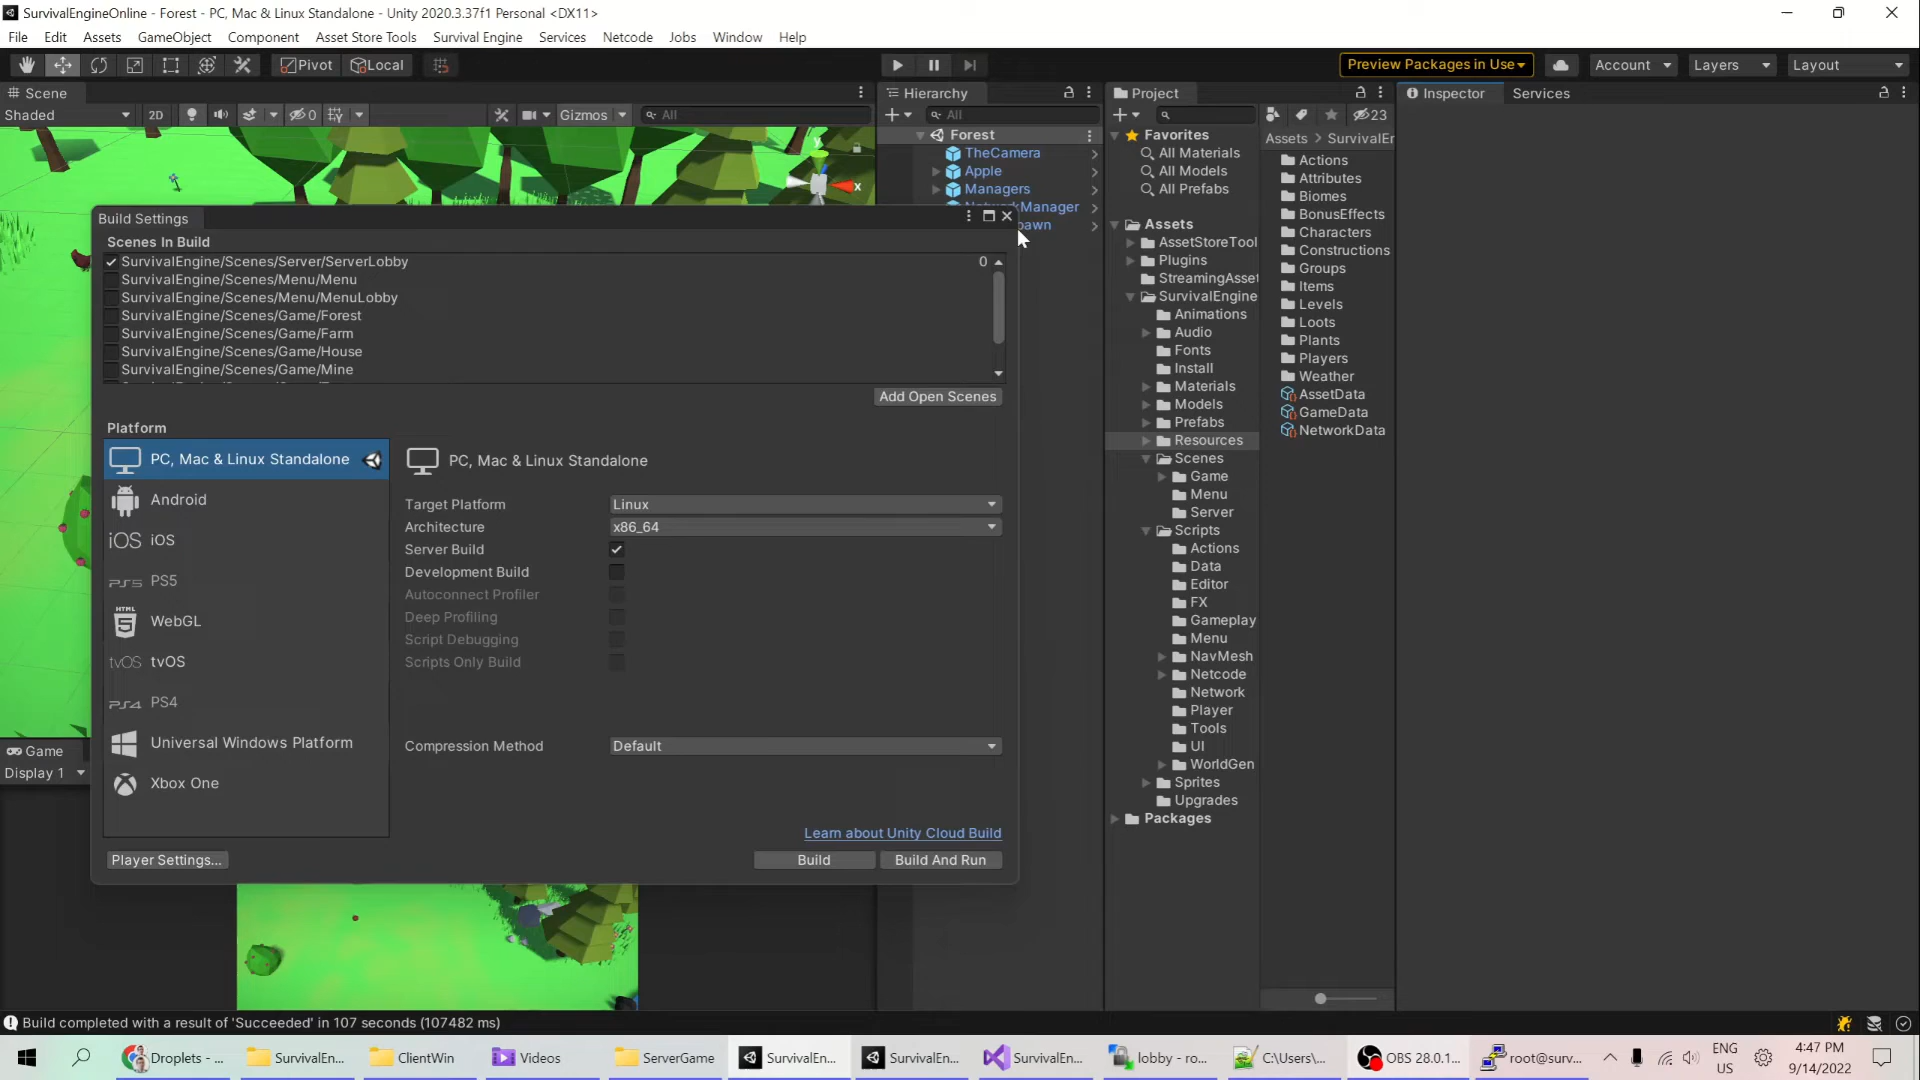 SurvivalEngineOnline - Forest - PC, Mac & Linux Standalone - Unity 2020.3.37f1 Personal <DX11>
File Edit Assets GameObject Component Asset Store Tools Survival Engine Services Netcode Jobs Window Help
Pivot Local Preview Packages in Use Account Layers Layout
Scene
Shaded 2D 0 Gizmos All
y
x
Hierarchy
All
Forest
TheCamera
Apple
Managers
NetworkManager
pawn
Project
23
Favorites
All Materials
All Models
All Prefabs
Assets
AssetStoreTool
Plugins
StreamingAsset
SurvivalEngine
Animations
Audio
Fonts
Install
Materials
Models
Prefabs
Resources
Scenes
Game
Menu
Server
Scripts
Actions
Data
Editor
FX
Gameplay
Menu
NavMesh
Netcode
Network
Player
Tools
UI
WorldGen
Sprites
Upgrades
Packages
Assets > SurvivalEr
Actions
Attributes
Biomes
BonusEffects
Characters
Constructions
Groups
Items
Levels
Loots
Plants
Players
Weather
AssetData
GameData
NetworkData
Inspector Services
Build Settings
Scenes In Build
SurvivalEngine/Scenes/Server/ServerLobby 0
SurvivalEngine/Scenes/Menu/Menu
SurvivalEngine/Scenes/Menu/MenuLobby
SurvivalEngine/Scenes/Game/Forest
SurvivalEngine/Scenes/Game/Farm
SurvivalEngine/Scenes/Game/House
SurvivalEngine/Scenes/Game/Mine
Add Open Scenes
Platform
PC, Mac & Linux Standalone
Android
iOS iOS
PS5 PS5
HTML WebGL
tvOS tvOS
PS4 PS4
Universal Windows Platform
Xbox One
PC, Mac & Linux Standalone
Target Platform Linux
Architecture x86_64
Server Build
Development Build
Autoconnect Profiler
Deep Profiling
Script Debugging
Scripts Only Build
Compression Method Default
Learn about Unity Cloud Build
Player Settings... Build Build And Run
Game
Display 1
Build completed with a result of 'Succeeded' in 107 seconds (107482 ms)
Droplets - ... SurvivalEn... ClientWin Videos ServerGame SurvivalEn... SurvivalEn... SurvivalEn... lobby - ro... C:\Users\... OBS 28.0.1... root@surv...
ENG
US
4:47 PM
9/14/2022